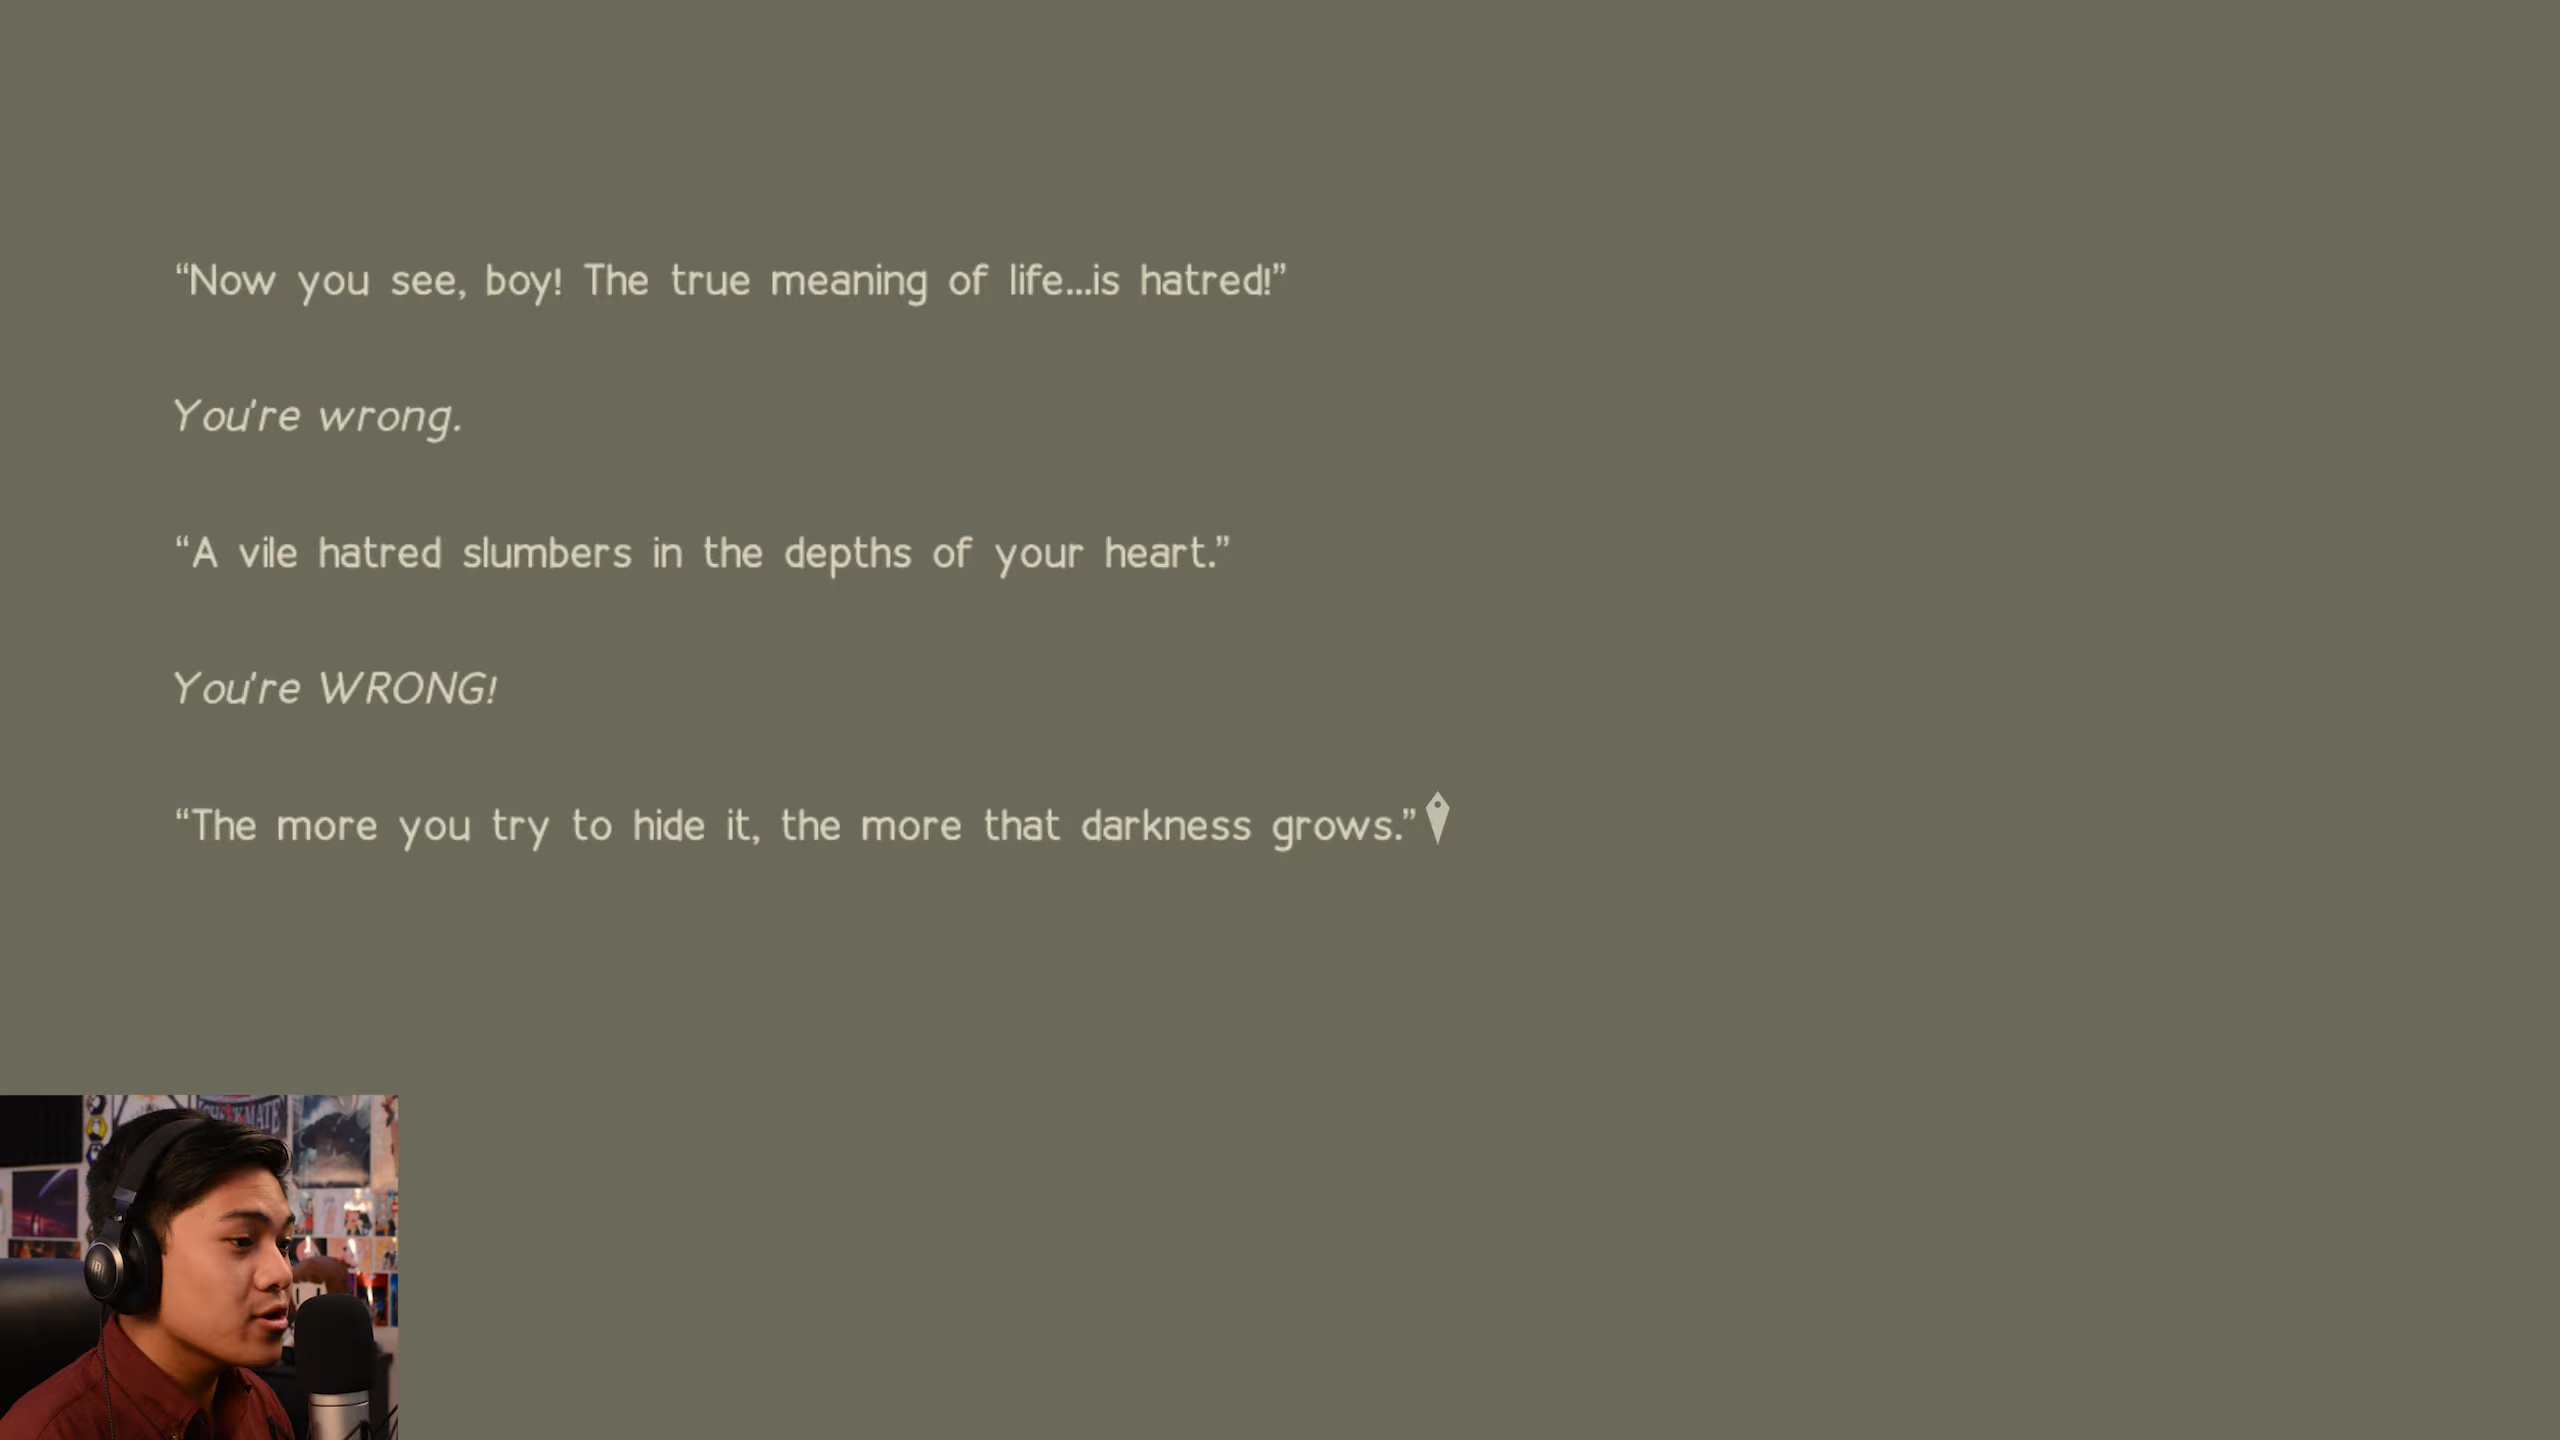 “Now you see, boy! The true meaning of life...is hatred!”
You're wrong.
“A vile hatred slumbers in the depths of your heart.”
You're WRONG!
“The more you try to hide it, the more that darkness grows.”